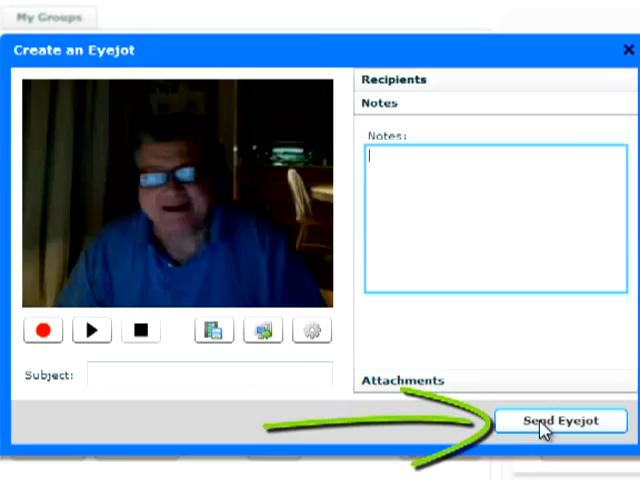 My Groups
Create an Eyejot
Recipients
Notes
Notes:
Subject:
Attachments
Send Eyejot